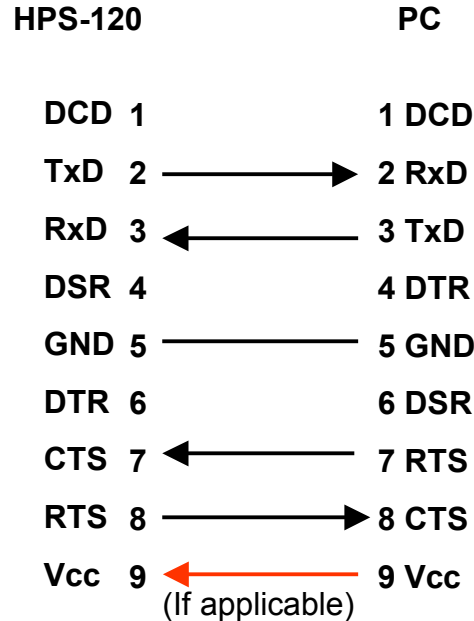 HPS-120 PC
DCD 1 1 DCD
TxD 2 2 RxD
RxD 3 3 TxD
DSR 4 4 DTR
GND 5 5 GND
DTR 6 6 DSR
CTS 7 7 RTS
RTS 8 8 CTS
Vcc 9 9 Vcc
(If applicable)